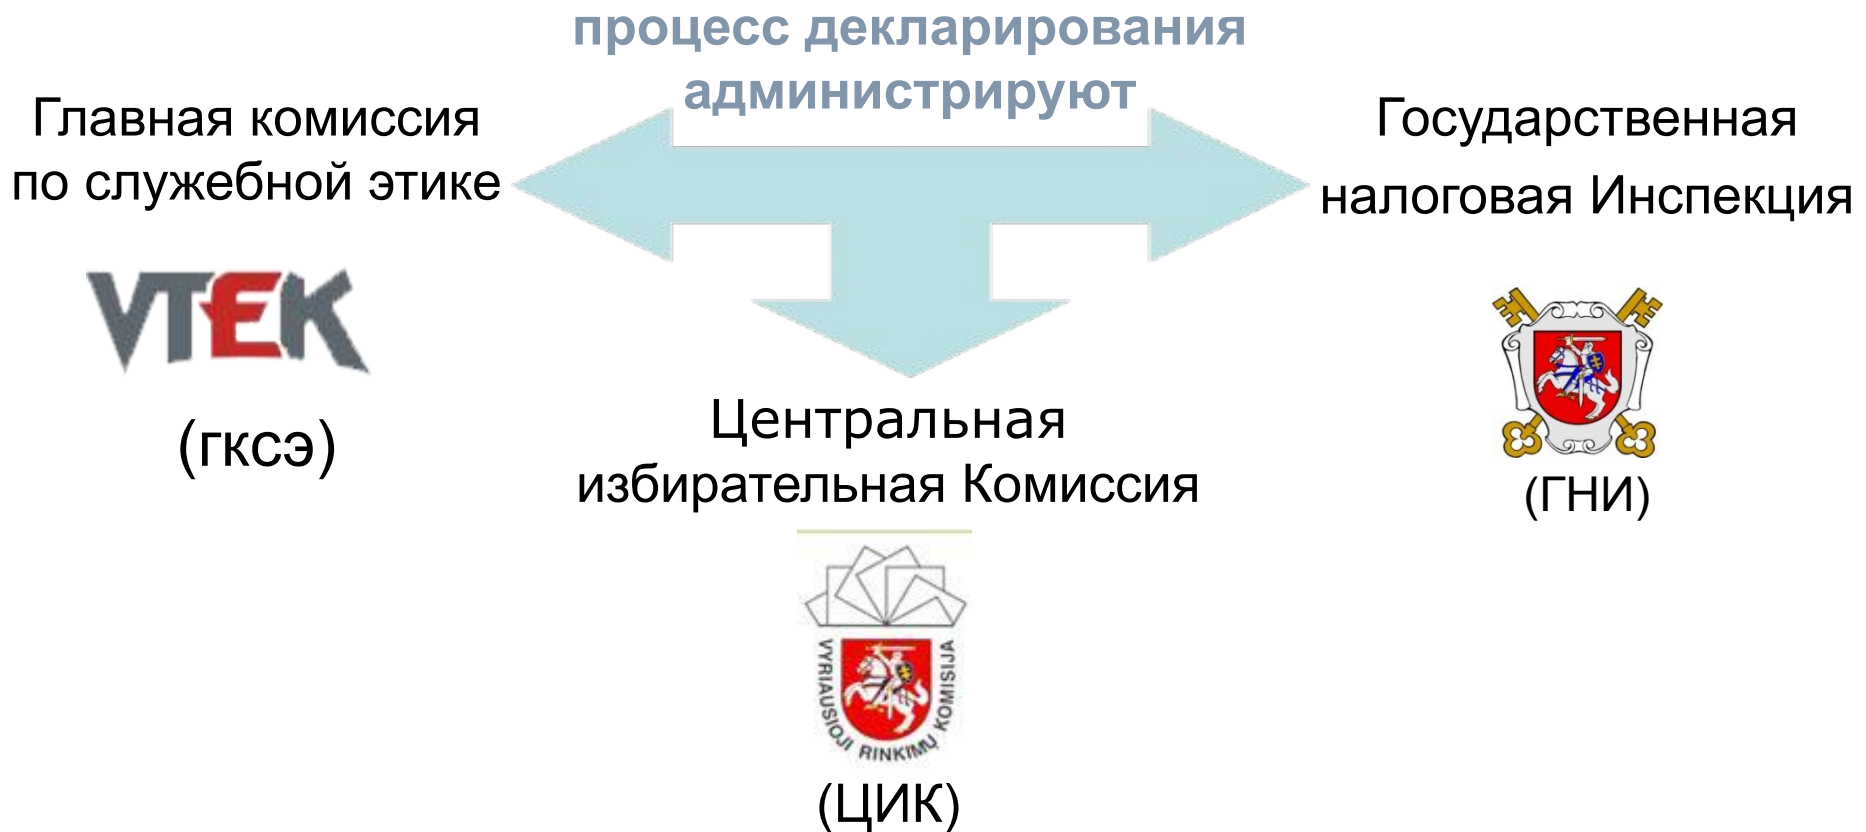 процесс декларирования
администрируют
Главная комиссия
по служебной этике
VTEK
(гксэ)
Центральная
избирательная Комиссия
VYRIAUSIOJI RINKIMŲ KOMISIJA
(ЦИК)
Государственная
налоговая Инспекция
(ГНИ)